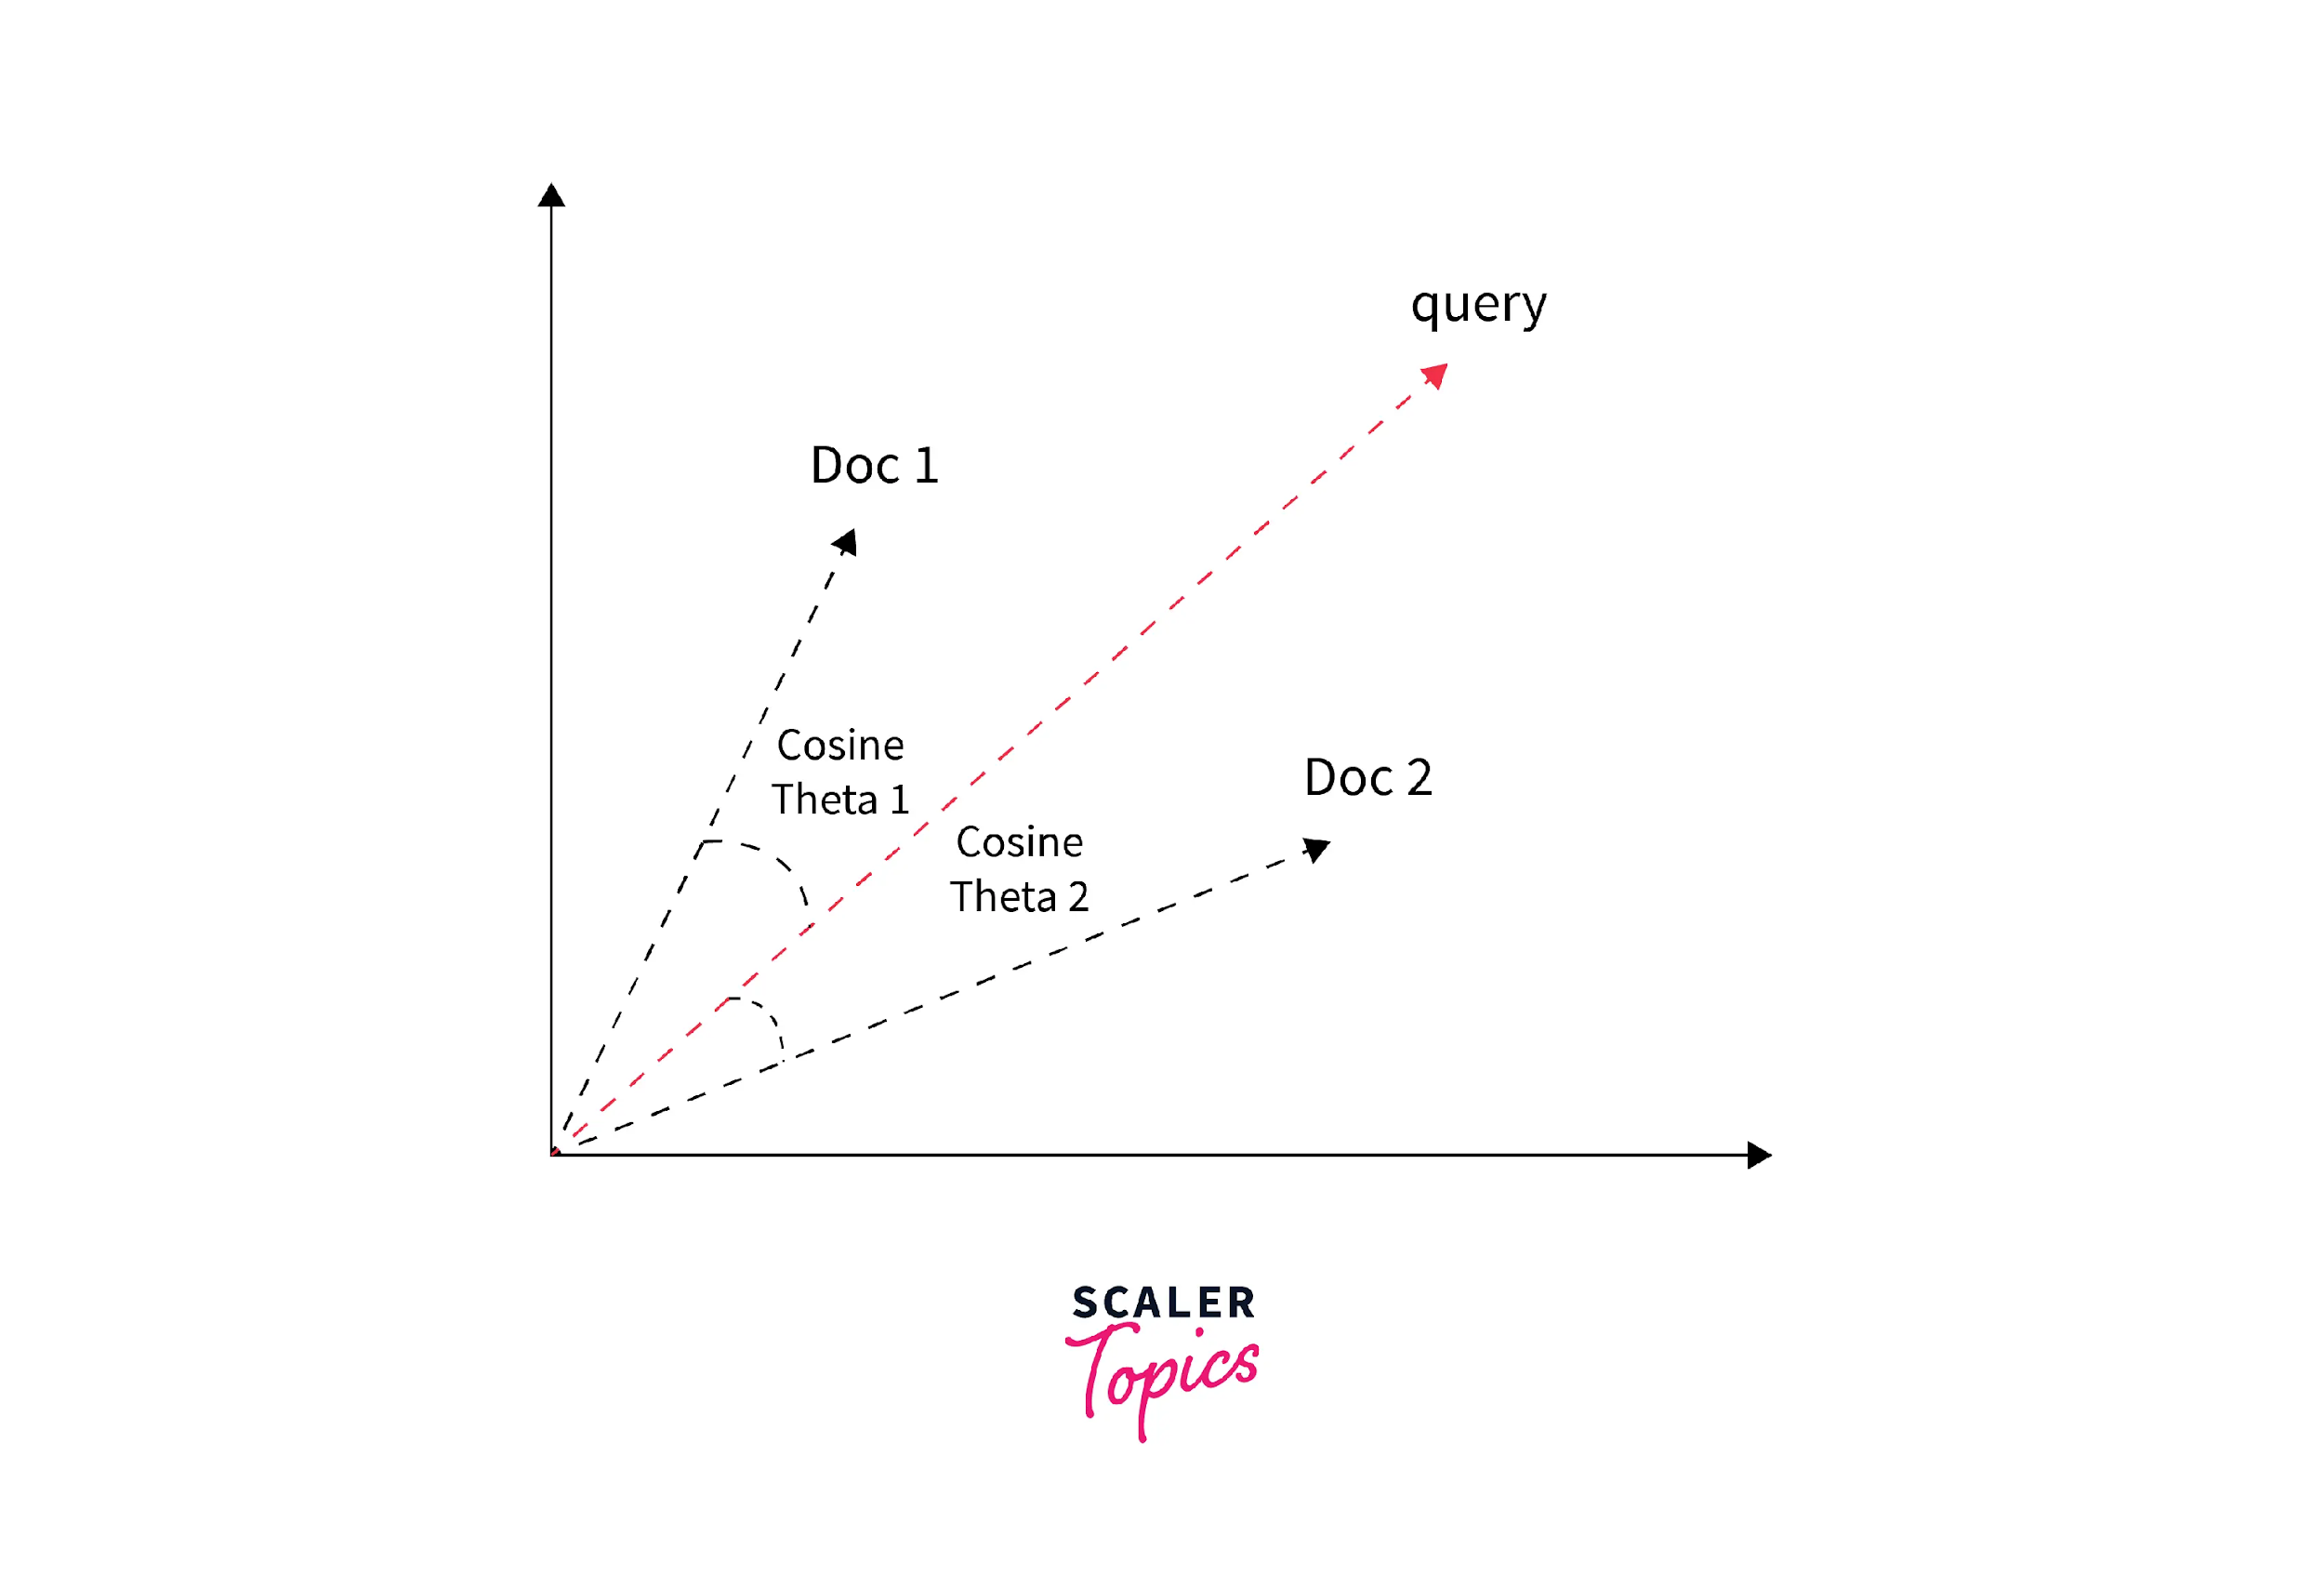 query
Doc 1
Cosine
Theta 1
Doc 2
Cosine
Theta 2
SCALER
Topics